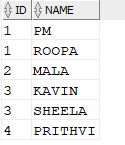 ID NAME
1 PM
1 ROOPA
2 MALA
3 KAVIN
3 SHEELA
4 PRITHVI